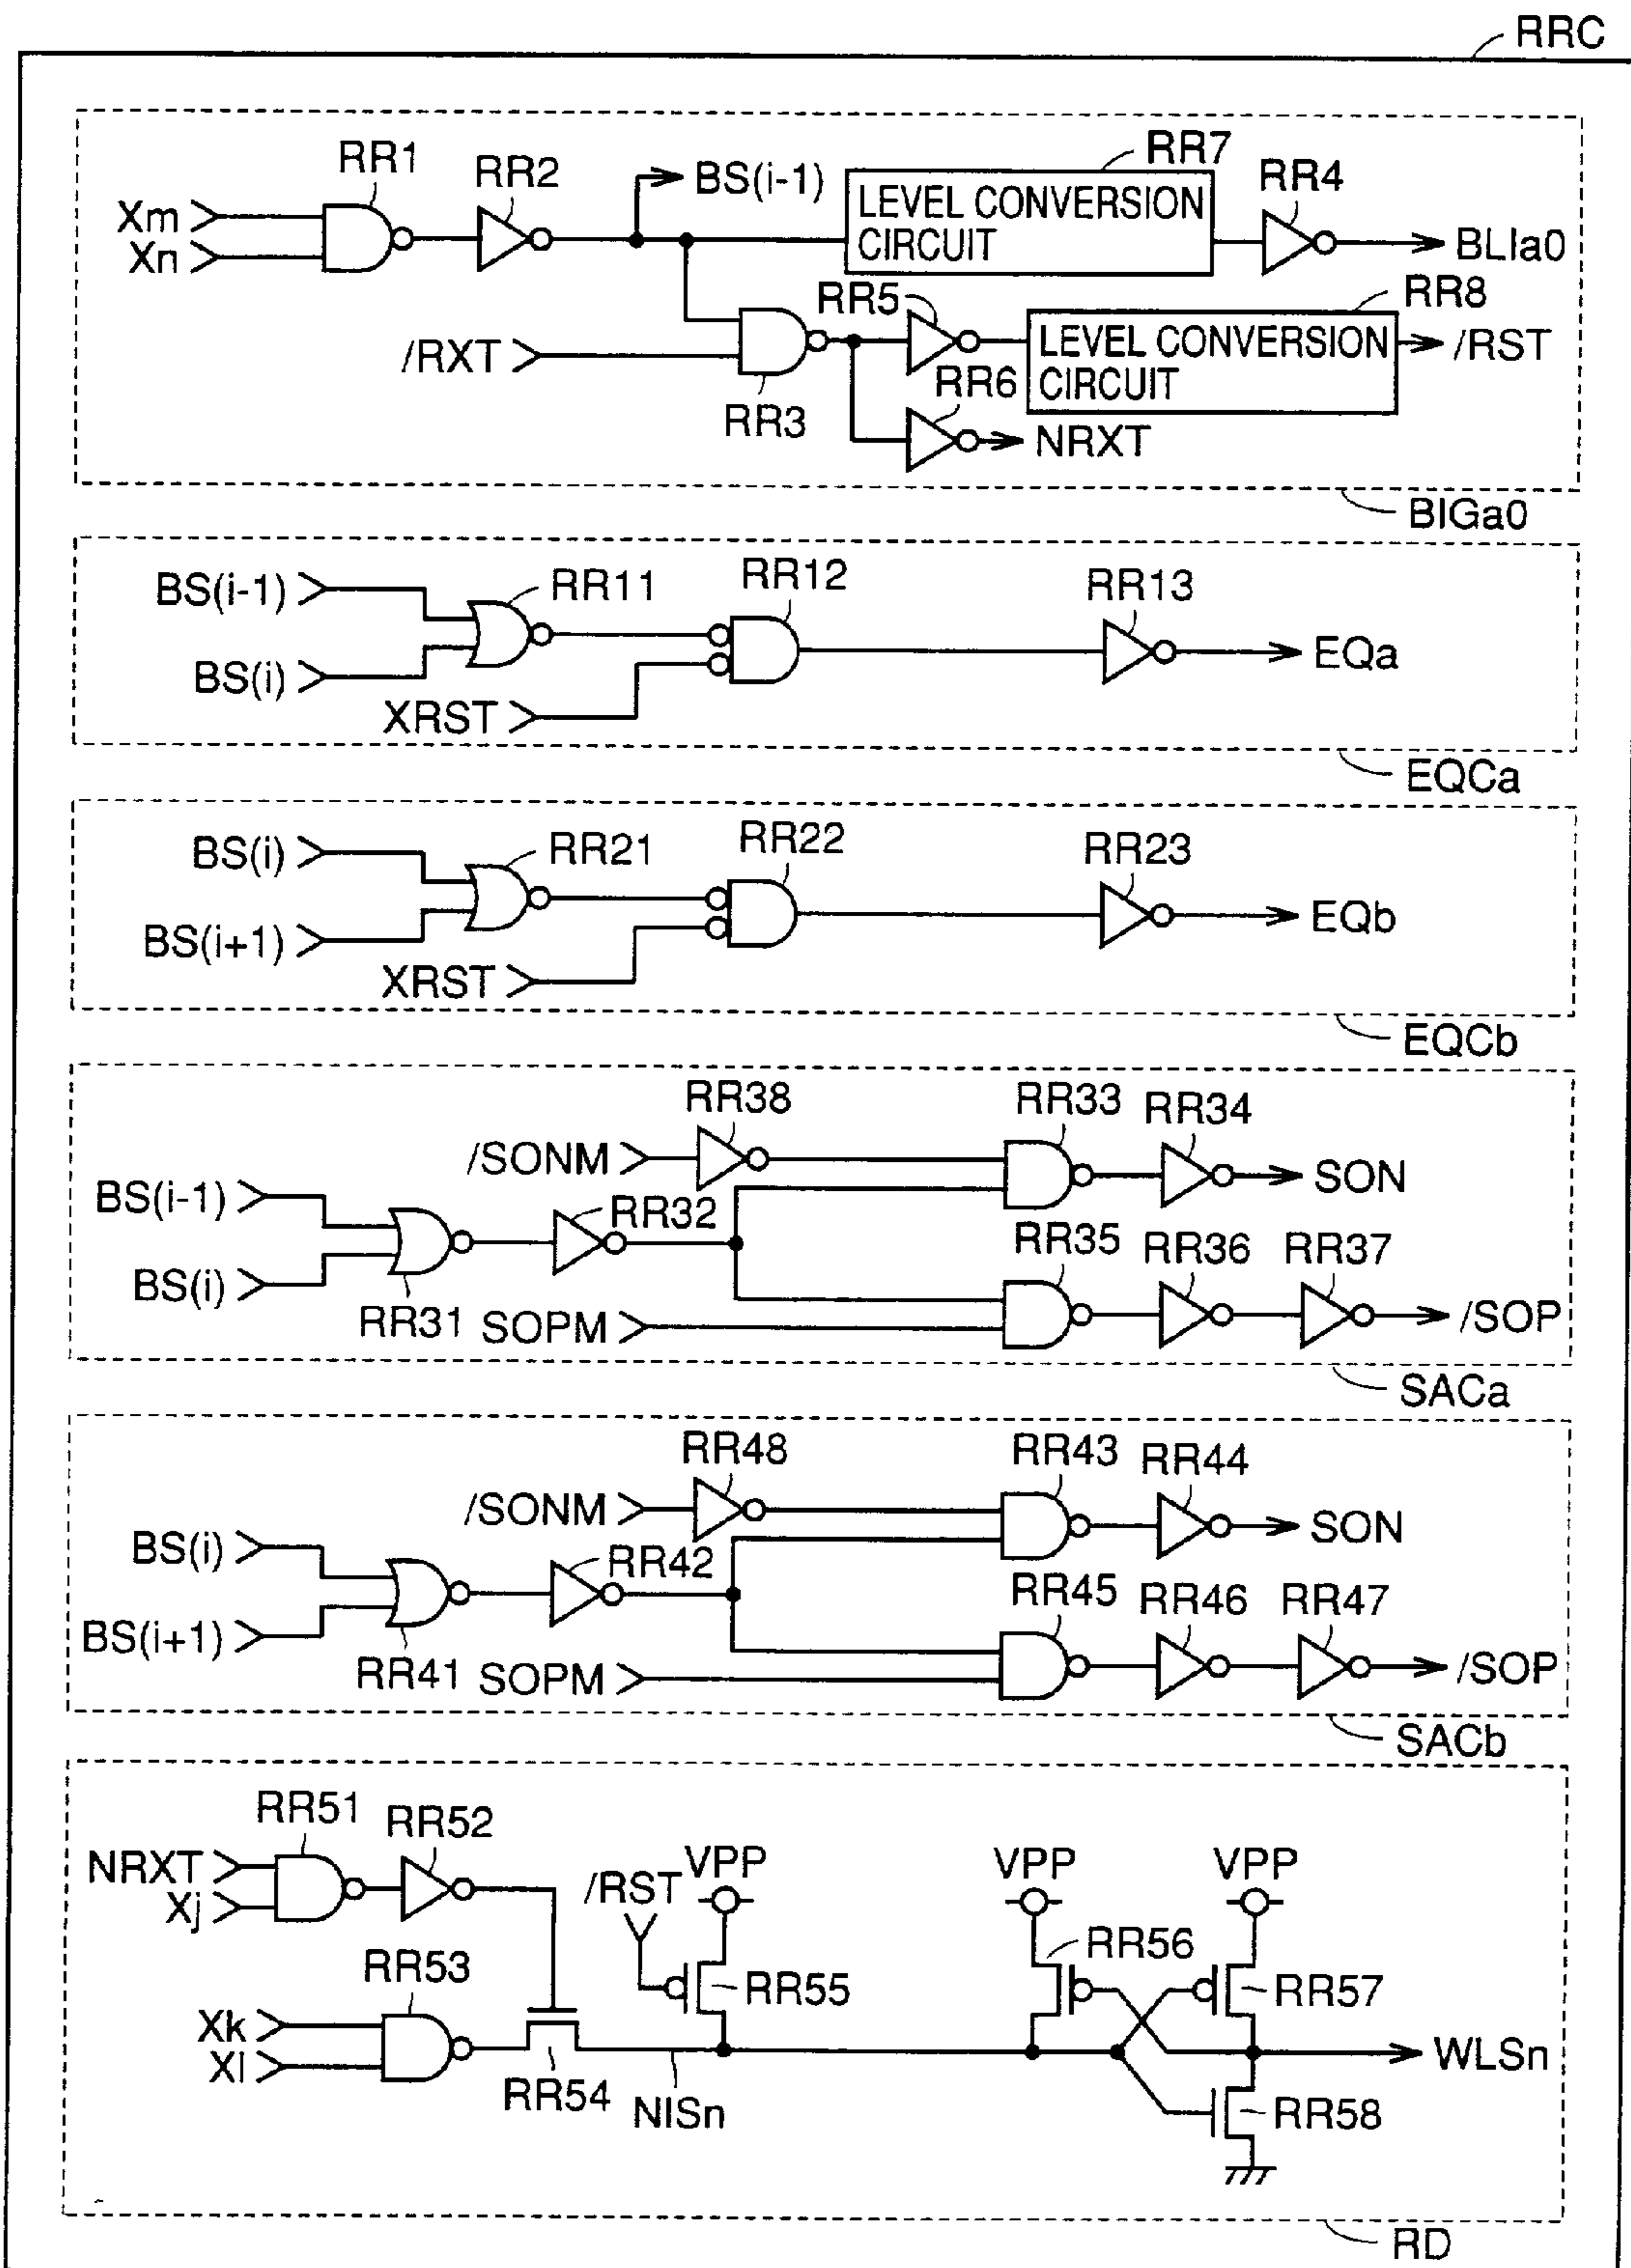 RRC
RR1
RR2
BS(i-1)
RR7
RR4
Xm
Xn
LEVEL CONVERSION
CIRCUIT
BLIa0
RR5
RR8
/RXT
RR3
LEVEL CONVERSION
CIRCUIT
/RST
RR6
NRXT
BIGa0
BS(i-1)
RR11
RR12
RR13
BS(i)
EQa
XRST
EQCa
BS(i)
RR21
RR22
RR23
BS(i+1)
EQb
XRST
EQCb
RR38
RR33
RR34
/SONM
SON
BS(i-1)
RR32
RR35
RR36
RR37
BS(i)
RR31
SOPM
/SOP
SACa
RR48
RR43
RR44
/SONM
SON
BS(i)
RR42
RR45
RR46
RR47
BS(i+1)
RR41
SOPM
/SOP
SACb
RR51
RR52
NRXT
Xj
/RST
VPP
VPP
VPP
RR53
RR55
RR56
RR57
Xk
Xl
RR54
NISn
WLSn
RR58
RD